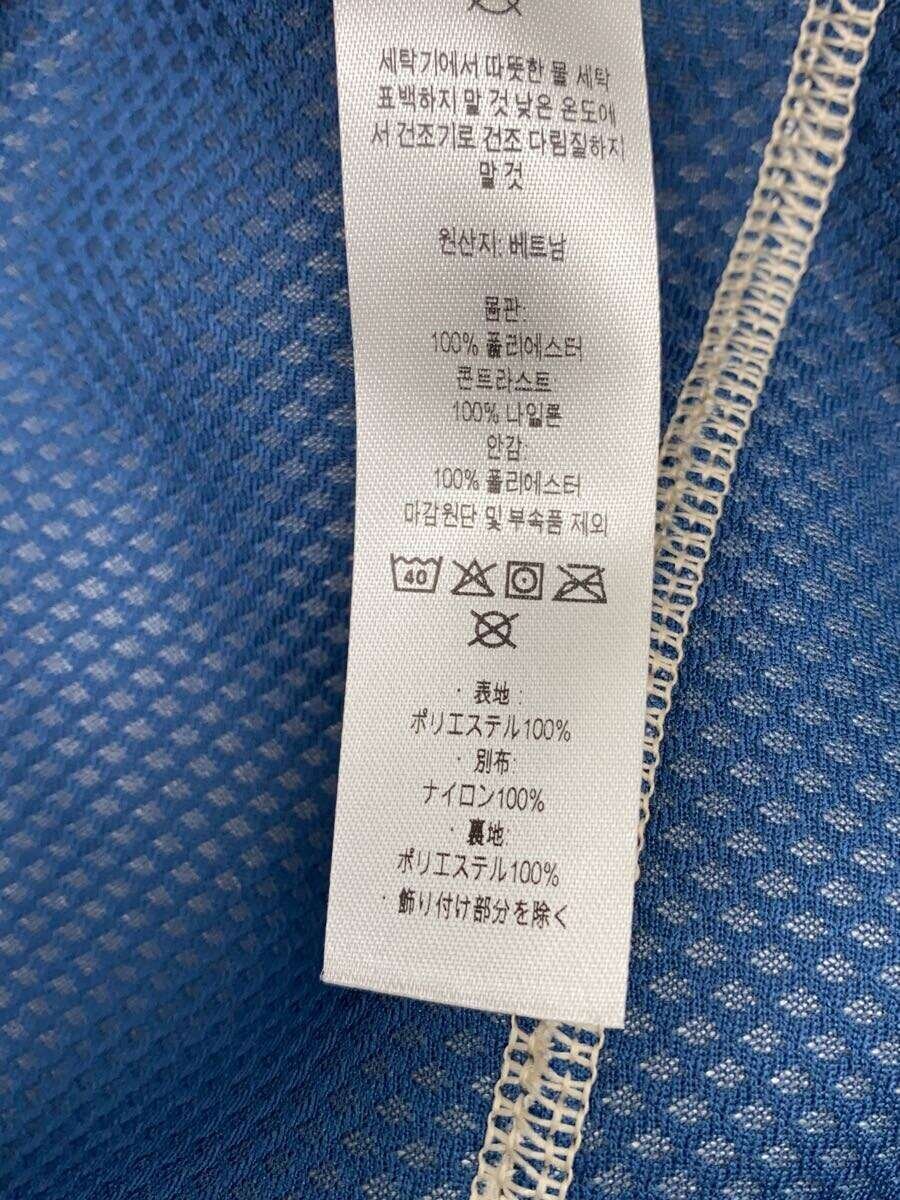 세탁기에서 따뜻한 물 세탁
표백하지 말 것 낮은 온도에
서 건조기로 건조 다림질하지
말 것
원산지: 베트남
몸판:
100% 폴리에스터
콘트라스트
100% 나일론
안감:
100% 폴리에스터
마감원단 및 부속품 제외
40
・表地:
ポリエステル100%
・別布:
ナイロン100%
・裏地:
ポリエステル100%
・飾り付け部分を除く